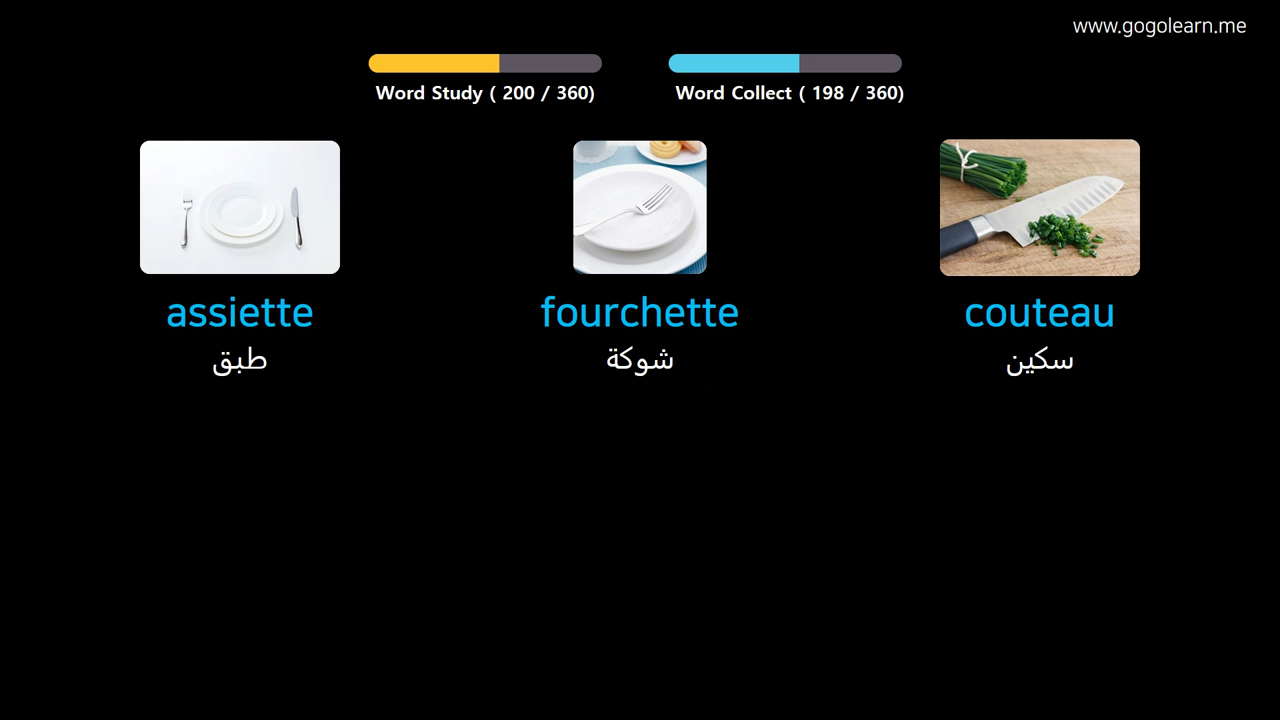 www.gogolearn.me
Word Study ( 200 / 360)
Word Collect ( 198 / 360)
assiette
طبق
fourchette
شوكة
couteau
سكين